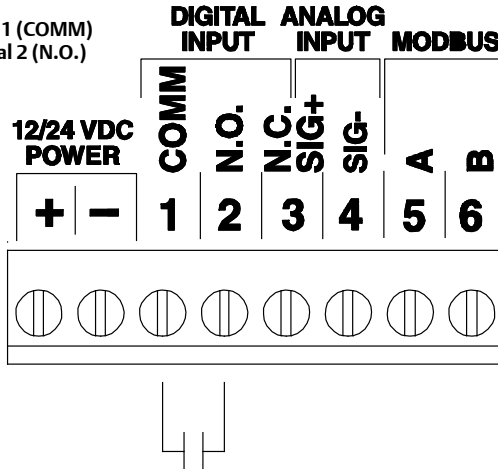 1 (COMM)
al 2 (N.O.)
DIGITAL INPUT
ANALOG INPUT
MODBUS
12/24 VDC
POWER
COMM
N.O.
N.C.
SIG+
SIG-
A
B
+ − 1 2 3 4 5 6